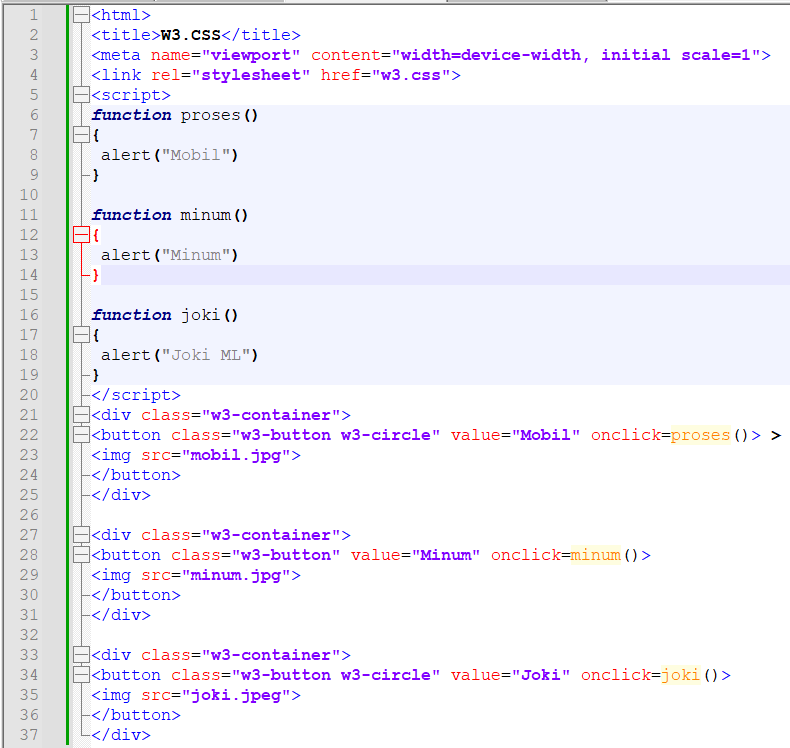 1 <html>
2 <title>W3.CSS</title>
3 <meta name="viewport" content="width=device-width, initial scale=1">
4 <link rel="stylesheet" href="w3.css">
5 <script>
6 function proses()
7 {
8  alert("Mobil")
9 }
10
11 function minum()
12 {
13  alert("Minum")
14 }
15
16 function joki()
17 {
18  alert("Joki ML")
19 }
20 </script>
21 <div class="w3-container">
22 <button class="w3-button w3-circle" value="Mobil" onclick=proses()> >
23 <img src="mobil.jpg">
24 </button>
25 </div>
26
27 <div class="w3-container">
28 <button class="w3-button" value="Minum" onclick=minum()>
29 <img src="minum.jpg">
30 </button>
31 </div>
32
33 <div class="w3-container">
34 <button class="w3-button w3-circle" value="Joki" onclick=joki()>
35 <img src="joki.jpeg">
36 </button>
37 </div>